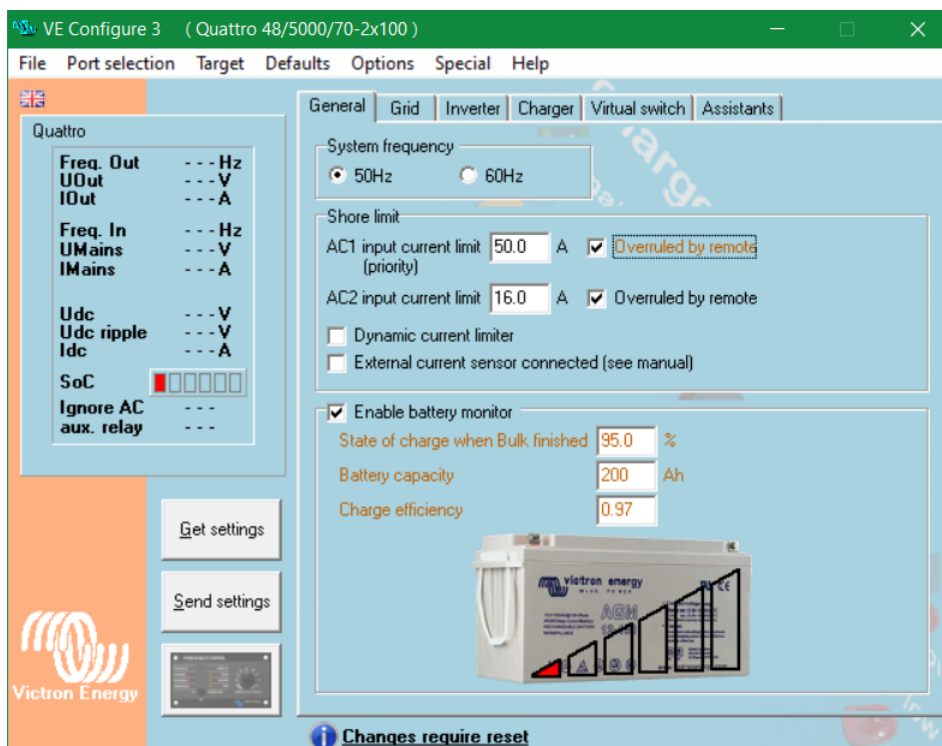 VE Configure 3 ( Quattro 48/5000/70-2x100 )
File Port selection Target Defaults Options Special Help
General Grid Inverter Charger Virtual switch Assistants
Quattro
Freq. Out ---Hz
UOut ---V
IOut ---A
Freq. In ---Hz
UMains ---V
IMains ---A
Udc ---V
Udc ripple ---V
Idc ---A
SoC
Ignore AC ---
aux. relay ---
Get settings
Send settings
Victron Energy
System frequency
50Hz 60Hz
Shore limit
AC1 input current limit 50.0 A Overruled by remote
(priority)
AC2 input current limit 16.0 A Overruled by remote
Dynamic current limiter
External current sensor connected (see manual)
Enable battery monitor
State of charge when Bulk finished 95.0 %
Battery capacity 200 Ah
Charge efficiency 0.97
victron energy
BLUE POWER
AGM
Changes require reset